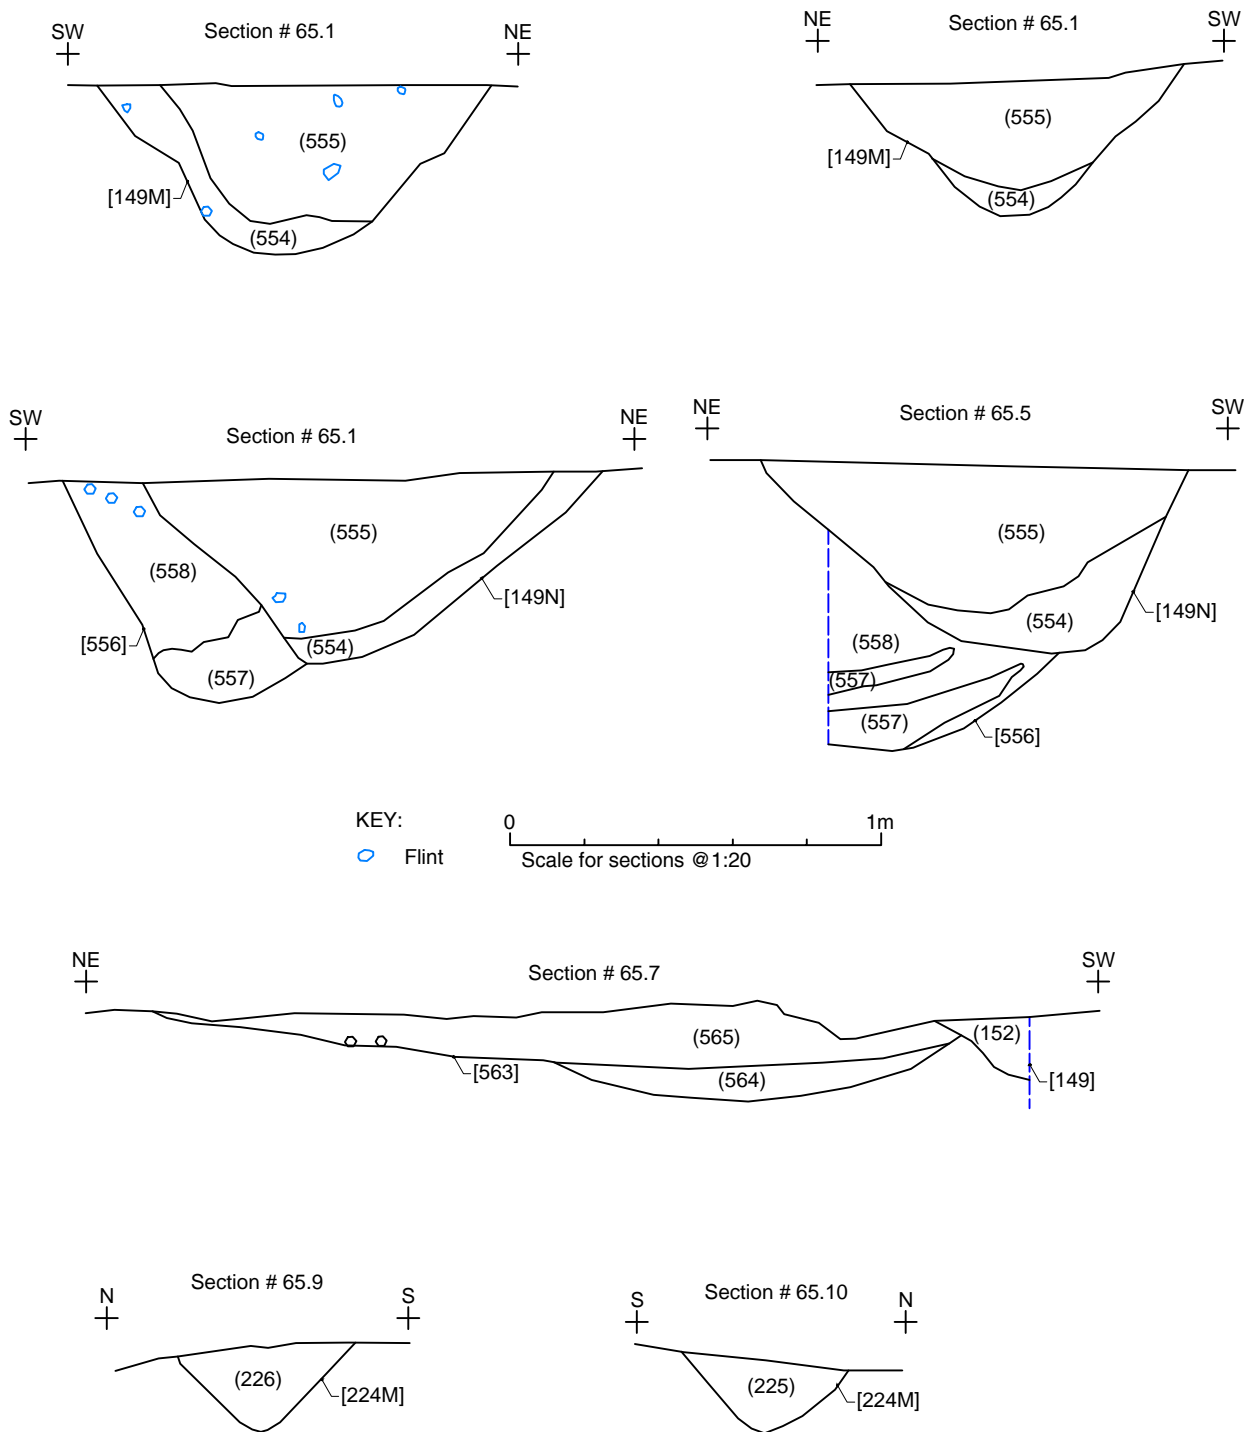 SW Section # 65.1 NE
(555)
[149M]
(554)
NE Section # 65.1 SW
(555)
[149M]
(554)
SW Section # 65.1 NE
(555)
(558)
[149N]
[556]
(554)
(557)
NE Section # 65.5 SW
(555)
[149N]
(554)
(558)
(557)
(557)
[556]
KEY:
Flint
0 1m
Scale for sections @1:20
NE Section # 65.7 SW
(565)
(152)
[563]
(564)
[149]
N Section # 65.9 S
(226)
[224M]
S Section # 65.10 N
(225)
[224M]